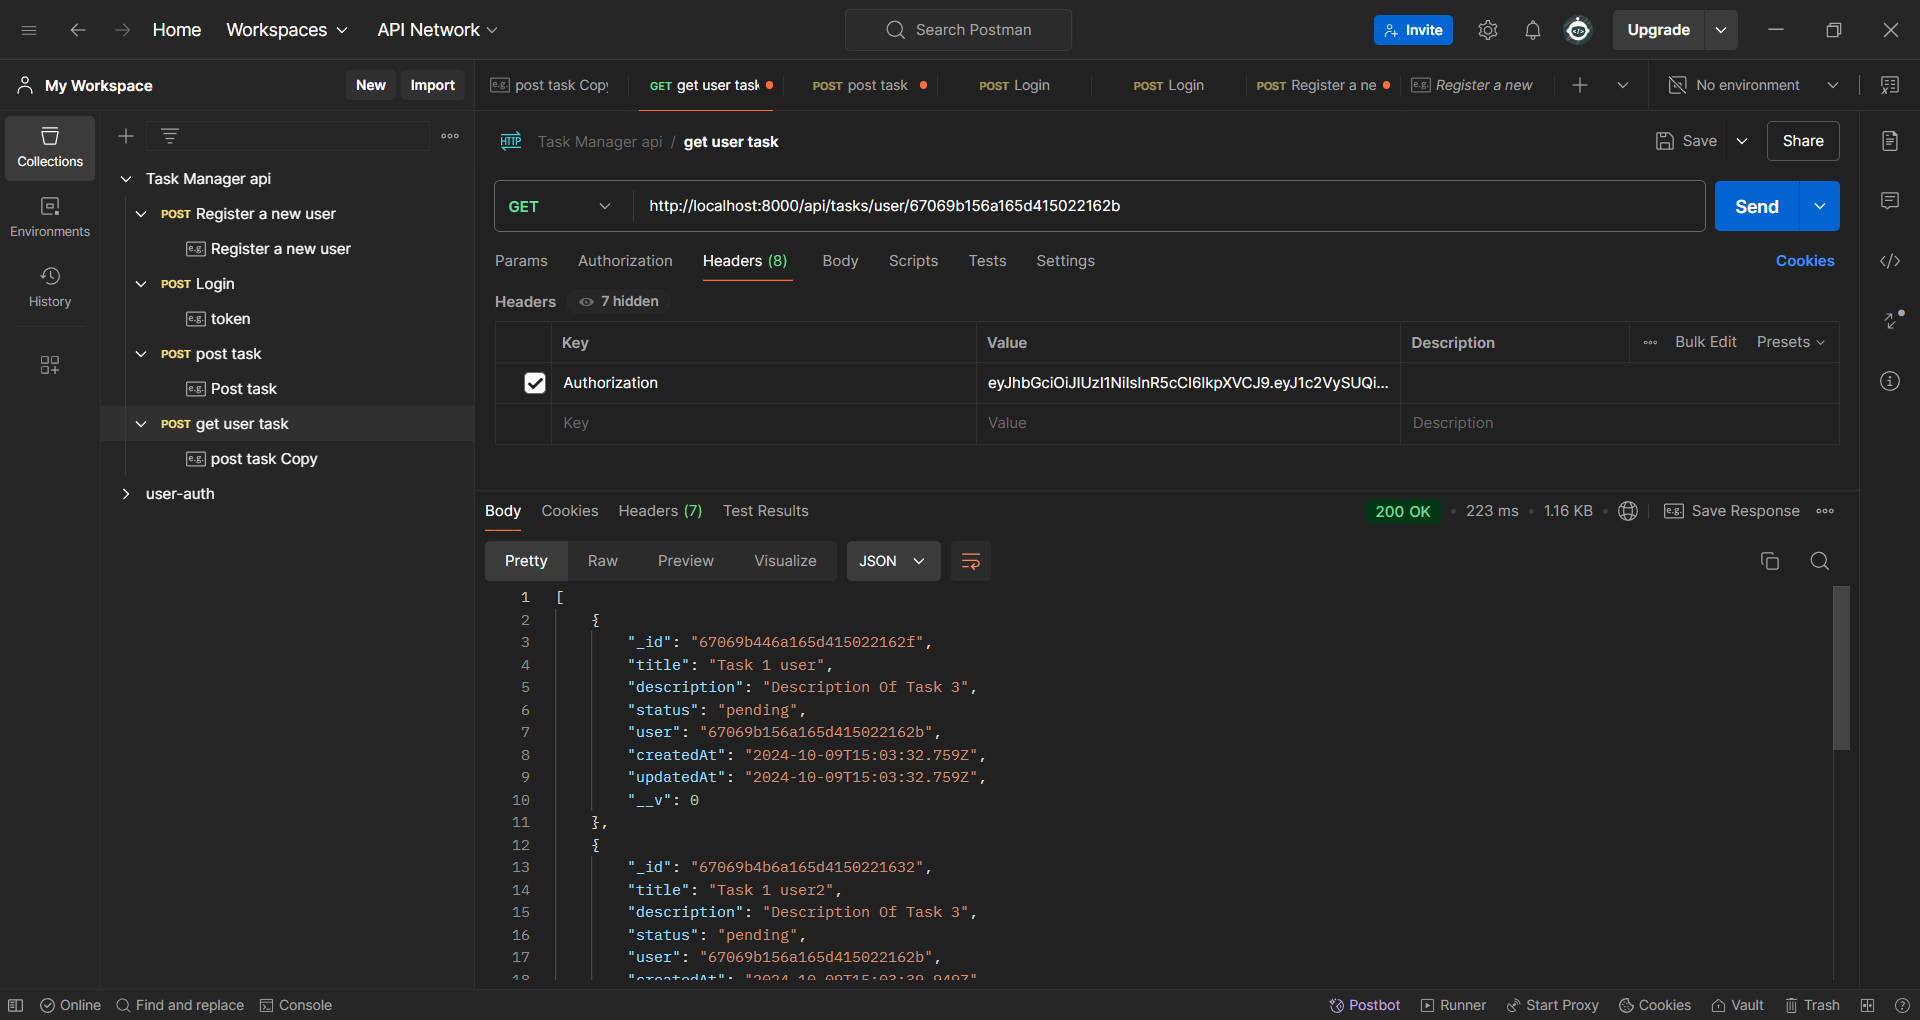 Home Workspaces API Network Search Postman Invite Upgrade
My Workspace New Import
e.g. post task Copy GET get user task POST post task POST Login POST Login POST Register a ne e.g. Register a new No environment
Collections
Environments
History
Task Manager api
POST Register a new user
e.g. Register a new user
POST Login
e.g. token
POST post task
e.g. Post task
POST get user task
e.g. post task Copy
user-auth
HTTP Task Manager api / get user task Save Share
GET http://localhost:8000/api/tasks/user/67069b156a165d415022162b Send
Params Authorization Headers (8) Body Scripts Tests Settings Cookies
Headers 7 hidden
Key Value Description Bulk Edit Presets
Authorization eyJhbGciOiJIUzI1NiIsInR5cCI6IkpXVCJ9.eyJ1c2VySUQi...
Key Value Description
Body Cookies Headers (7) Test Results 200 OK 223 ms 1.16 KB e.g. Save Response
Pretty Raw Preview Visualize JSON
1 [
2 {
3 "_id": "67069b446a165d415022162f",
4 "title": "Task 1 user",
5 "description": "Description Of Task 3",
6 "status": "pending",
7 "user": "67069b156a165d415022162b",
8 "createdAt": "2024-10-09T15:03:32.759Z",
9 "updatedAt": "2024-10-09T15:03:32.759Z",
10 "__v": 0
11 },
12 {
13 "_id": "67069b4b6a165d4150221632",
14 "title": "Task 1 user2",
15 "description": "Description Of Task 3",
16 "status": "pending",
17 "user": "67069b156a165d415022162b",
18 "createdAt": "2024-10-09T15:03:39.949Z"
Online Find and replace Console Postbot Runner Start Proxy Cookies Vault Trash